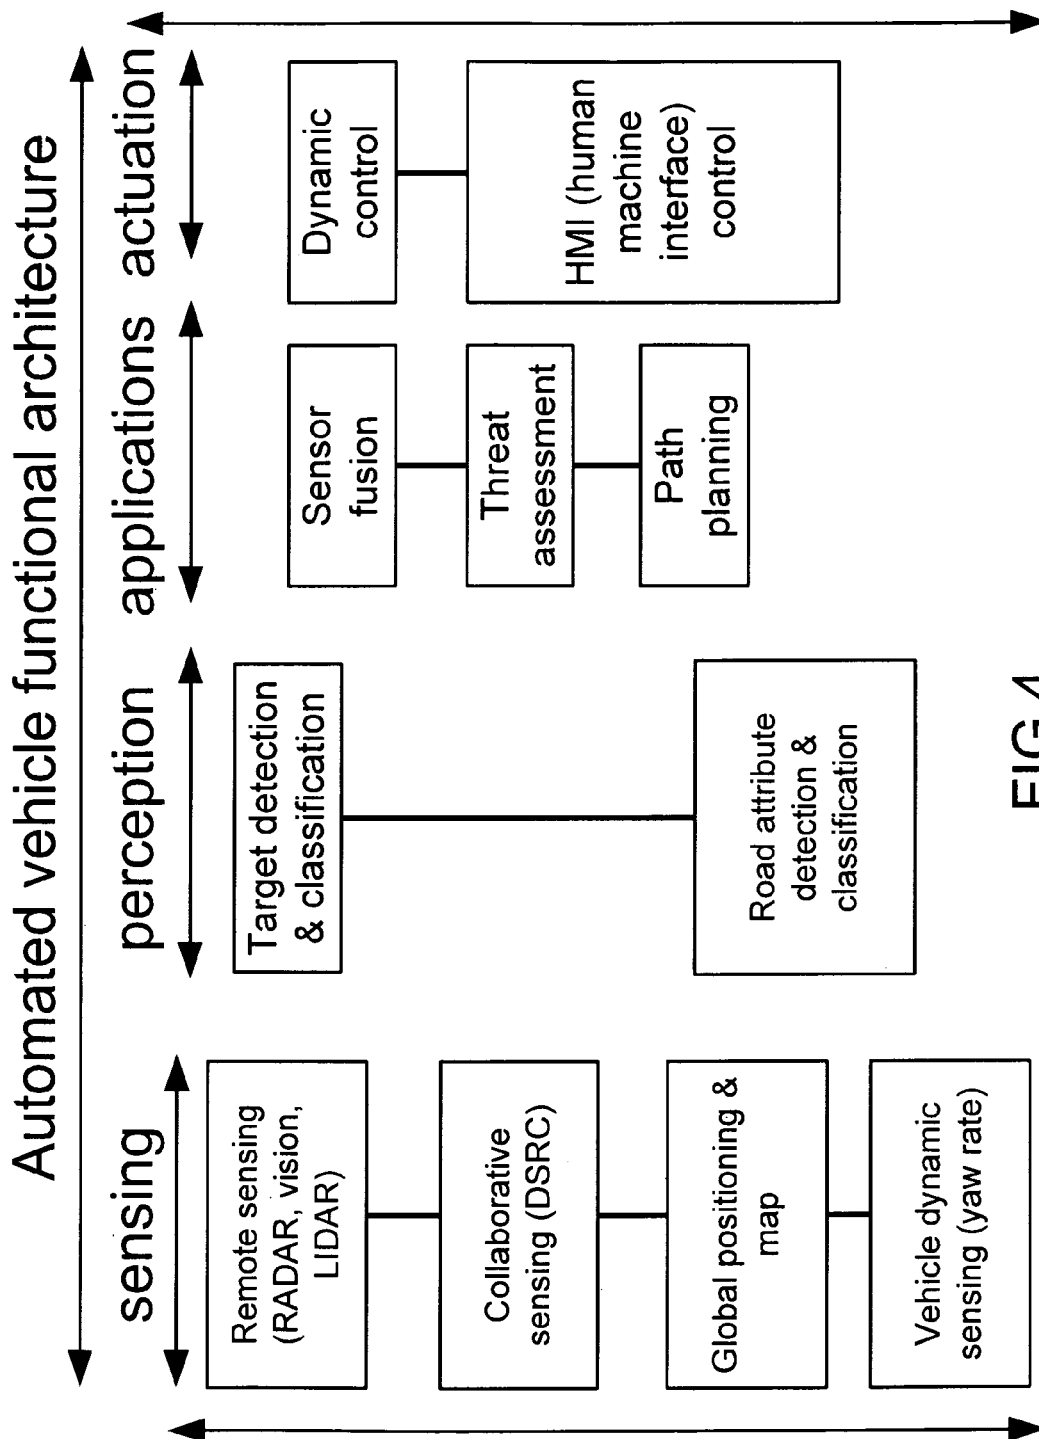 Automated vehicle functional architecture
sensing
perception
applications
actuation
Remote sensing
(RADAR, vision,
LIDAR)
Collaborative
sensing (DSRC)
Global positioning &
map
Vehicle dynamic
sensing (yaw rate)
Target detection
& classification
Road attribute
detection &
classification
Sensor
fusion
Threat
assessment
Path
planning
Dynamic
control
HMI (human
machine
interface)
control
FIG 4